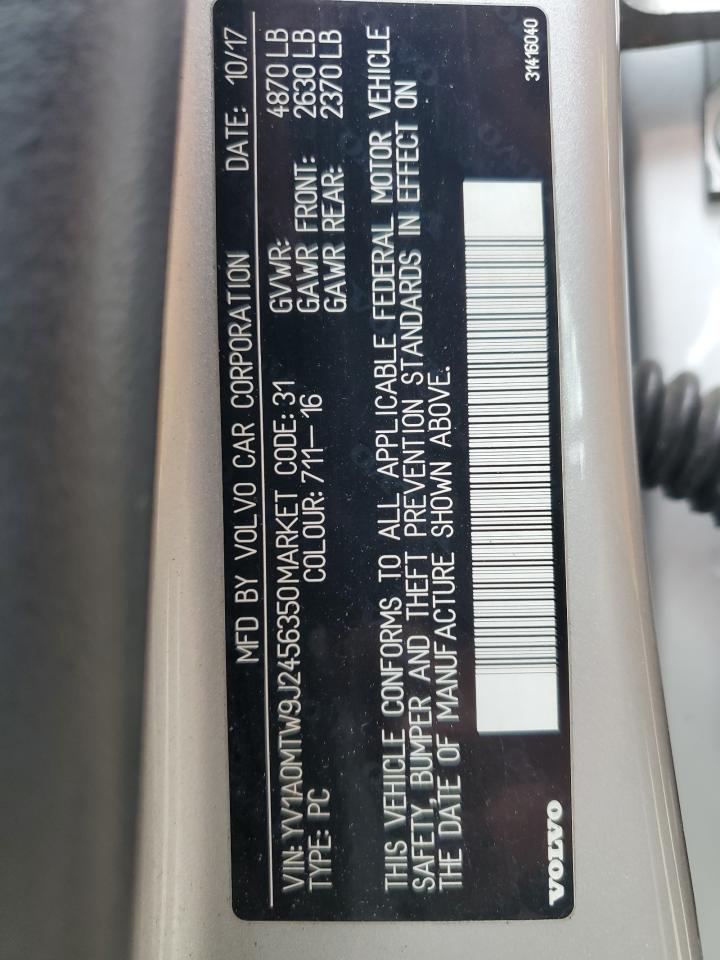 MFD BY VOLVO CAR CORPORATION DATE: 10/17
VIN: YV1A0MTW9J2456350 MARKET CODE: 31 GVWR: 4870 LB
TYPE: PC COLOUR: 711-16 GAWR FRONT: 2630 LB
GAWR REAR: 2370 LB
THIS VEHICLE CONFORMS TO ALL APPLICABLE FEDERAL MOTOR VEHICLE
SAFETY, BUMPER AND THEFT PREVENTION STANDARDS IN EFFECT ON
THE DATE OF MANUFACTURE SHOWN ABOVE.
VOLVO
31416040